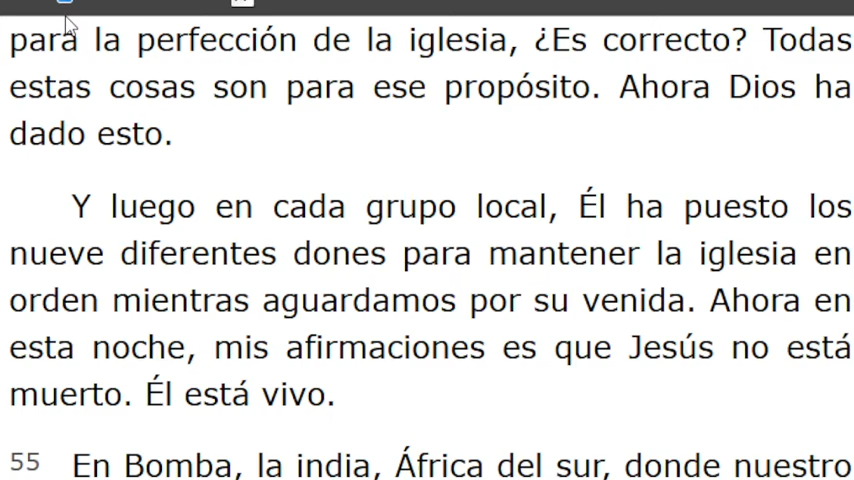 para la perfección de la iglesia, ¿Es correcto? Todas
estas cosas son para ese propósito. Ahora Dios ha
dado esto.
Y luego en cada grupo local, Él ha puesto los
nueve diferentes dones para mantener la iglesia en
orden mientras aguardamos por su venida. Ahora en
esta noche, mis afirmaciones es que Jesús no está
muerto. Él está vivo.
55 En Bomba, la india, África del sur, donde nuestro